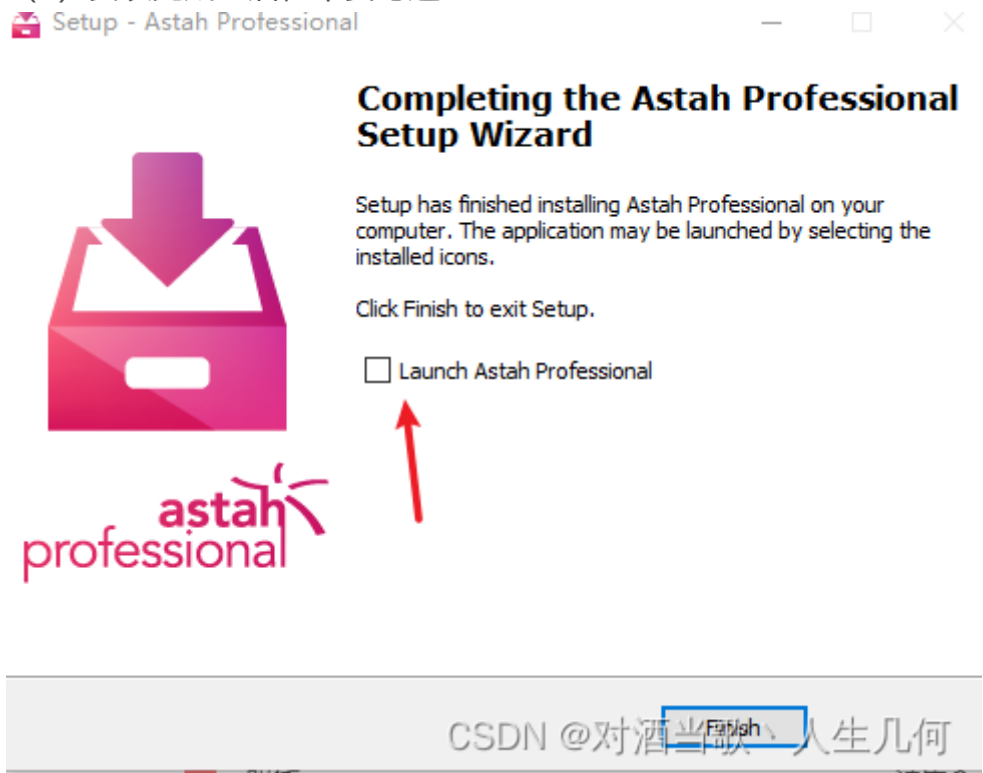 Setup - Astah Professional
Completing the Astah Professional
Setup Wizard
Setup has finished installing Astah Professional on your
computer. The application may be launched by selecting the
installed icons.
Click Finish to exit Setup.
Launch Astah Professional
astah
professional
Finish
CSDN @对酒当歌丶人生几何